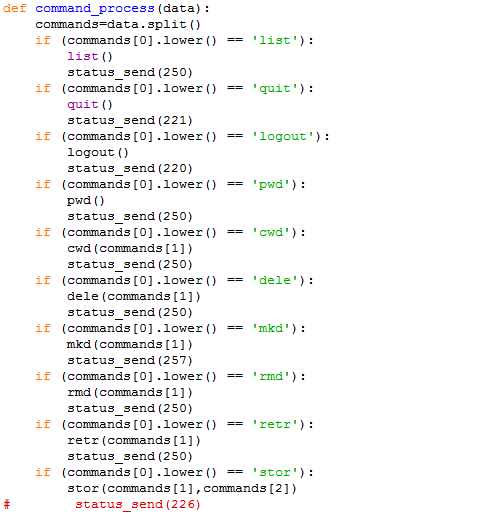 def command_process(data):
    commands=data.split()
    if (commands[0].lower() == 'list'):
        list()
        status_send(250)
    if (commands[0].lower() == 'quit'):
        quit()
        status_send(221)
    if (commands[0].lower() == 'logout'):
        logout()
        status_send(220)
    if (commands[0].lower() == 'pwd'):
        pwd()
        status_send(250)
    if (commands[0].lower() == 'cwd'):
        cwd(commands[1])
        status_send(250)
    if (commands[0].lower() == 'dele'):
        dele(commands[1])
        status_send(250)
    if (commands[0].lower() == 'mkd'):
        mkd(commands[1])
        status_send(257)
    if (commands[0].lower() == 'rmd'):
        rmd(commands[1])
        status_send(250)
    if (commands[0].lower() == 'retr'):
        retr(commands[1])
        status_send(250)
    if (commands[0].lower() == 'stor'):
        stor(commands[1],commands[2])
#        status_send(226)